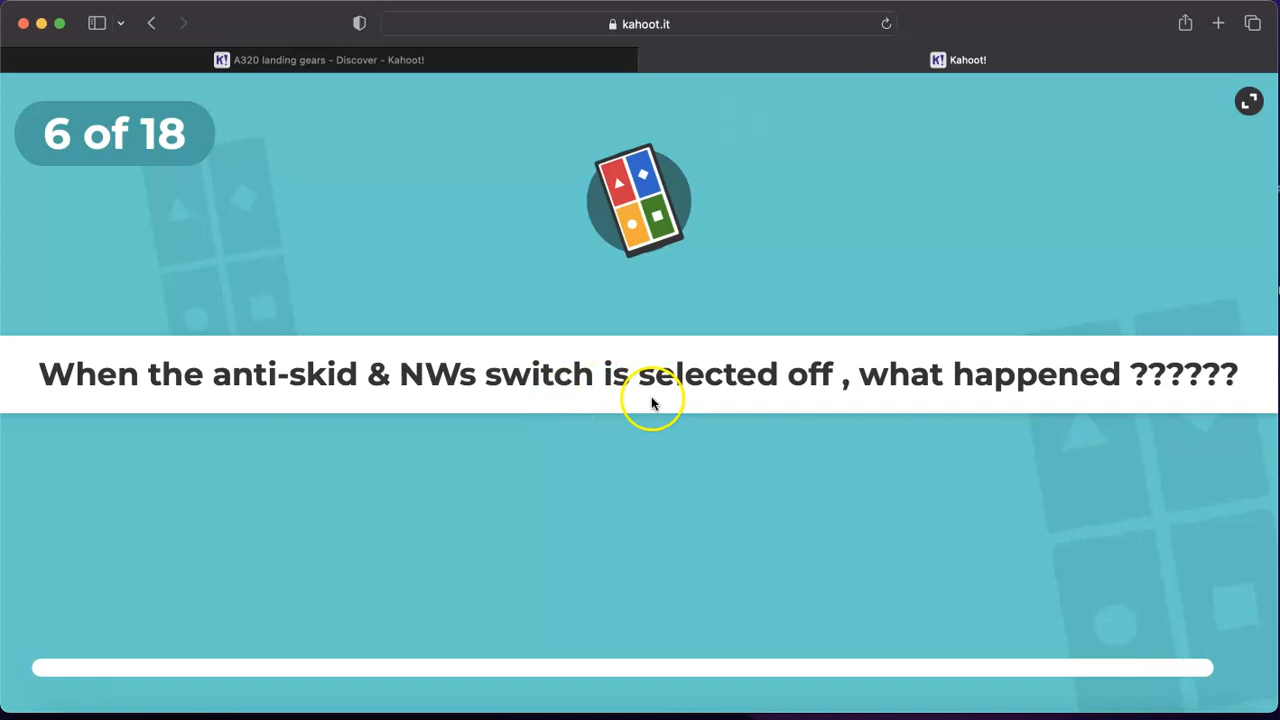 kahoot.it
K! A320 landing gears - Discover - Kahoot!
K! Kahoot!
6 of 18
When the anti-skid & NWs switch is selected off , what happened ??????